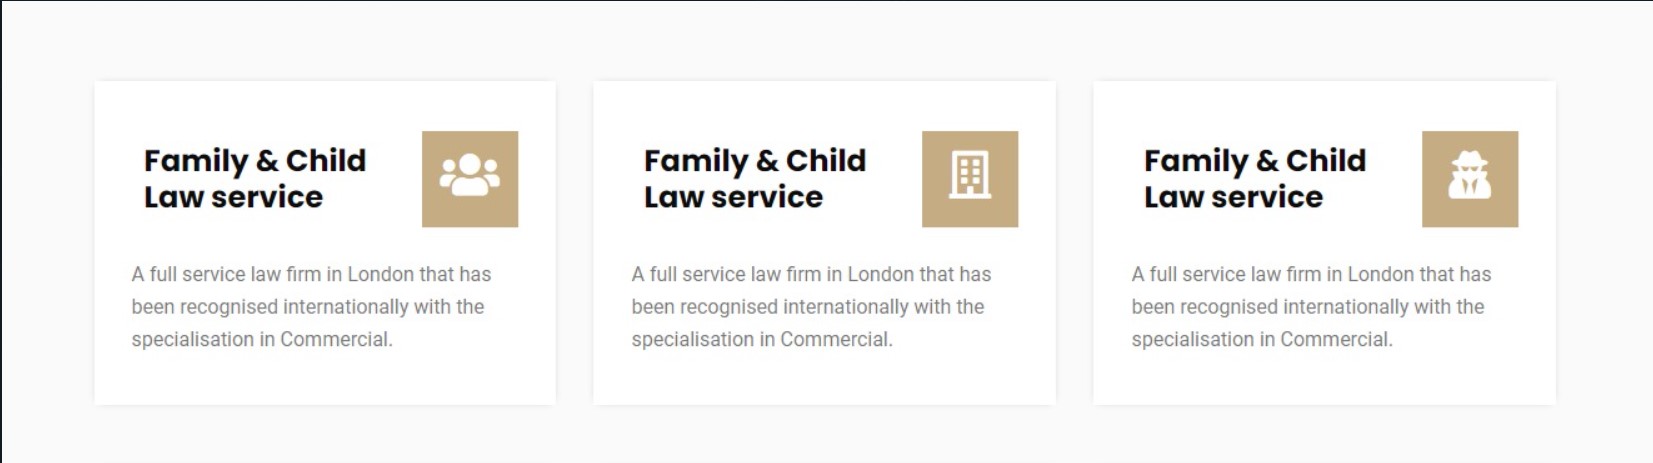 Family & Child
Law service
A full service law firm in London that has
been recognised internationally with the
specialisation in Commercial.
Family & Child
Law service
A full service law firm in London that has
been recognised internationally with the
specialisation in Commercial.
Family & Child
Law service
A full service law firm in London that has
been recognised internationally with the
specialisation in Commercial.